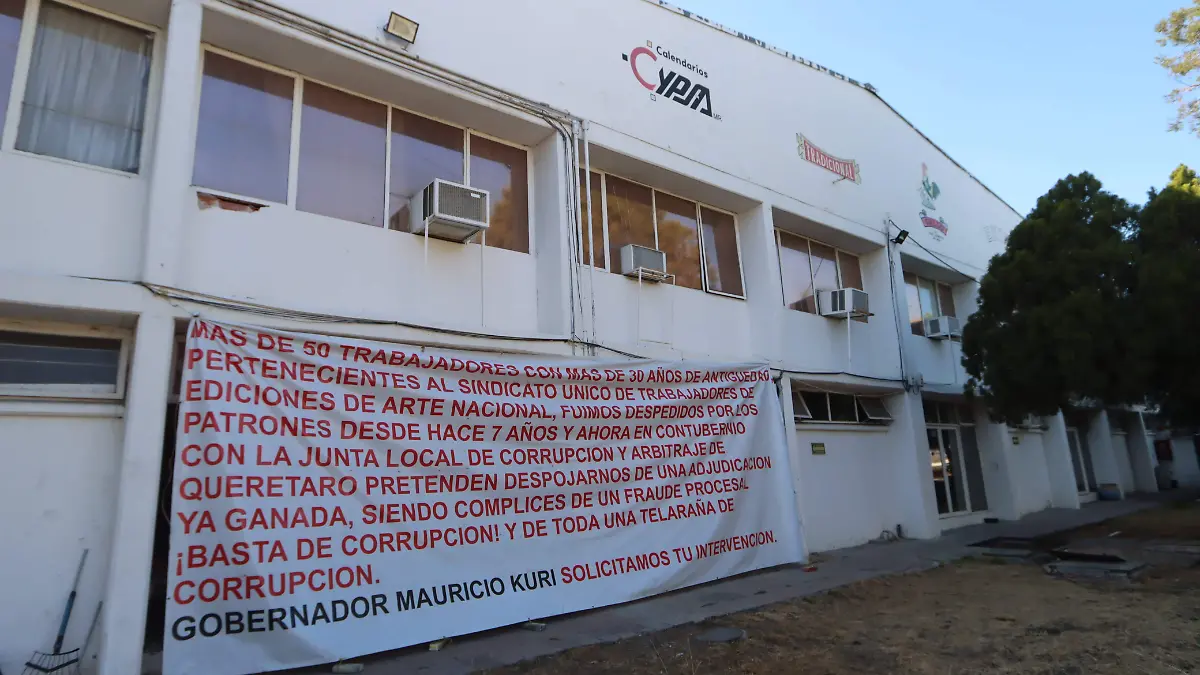 Calendarios
CYPSA
MR
TRADICIONAL
MAS DE 50 TRABAJADORES CON MAS DE 30 AÑOS DE ANTIGUEDAD
PERTENECIENTES AL SINDICATO UNICO DE TRABAJADORES DE
EDICIONES DE ARTE NACIONAL, FUIMOS DESPEDIDOS POR LOS
PATRONES DESDE HACE 7 AÑOS Y AHORA EN CONTUBERNIO
CON LA JUNTA LOCAL DE CORRUPCION Y ARBITRAJE DE
QUERETARO PRETENDEN DESPOJARNOS DE UNA ADJUDICACION
YA GANADA, SIENDO COMPLICES DE UN FRAUDE PROCESAL
¡BASTA DE CORRUPCION! Y DE TODA UNA TELARAÑA DE
CORRUPCION.
GOBERNADOR MAURICIO KURI SOLICITAMOS TU INTERVENCION.